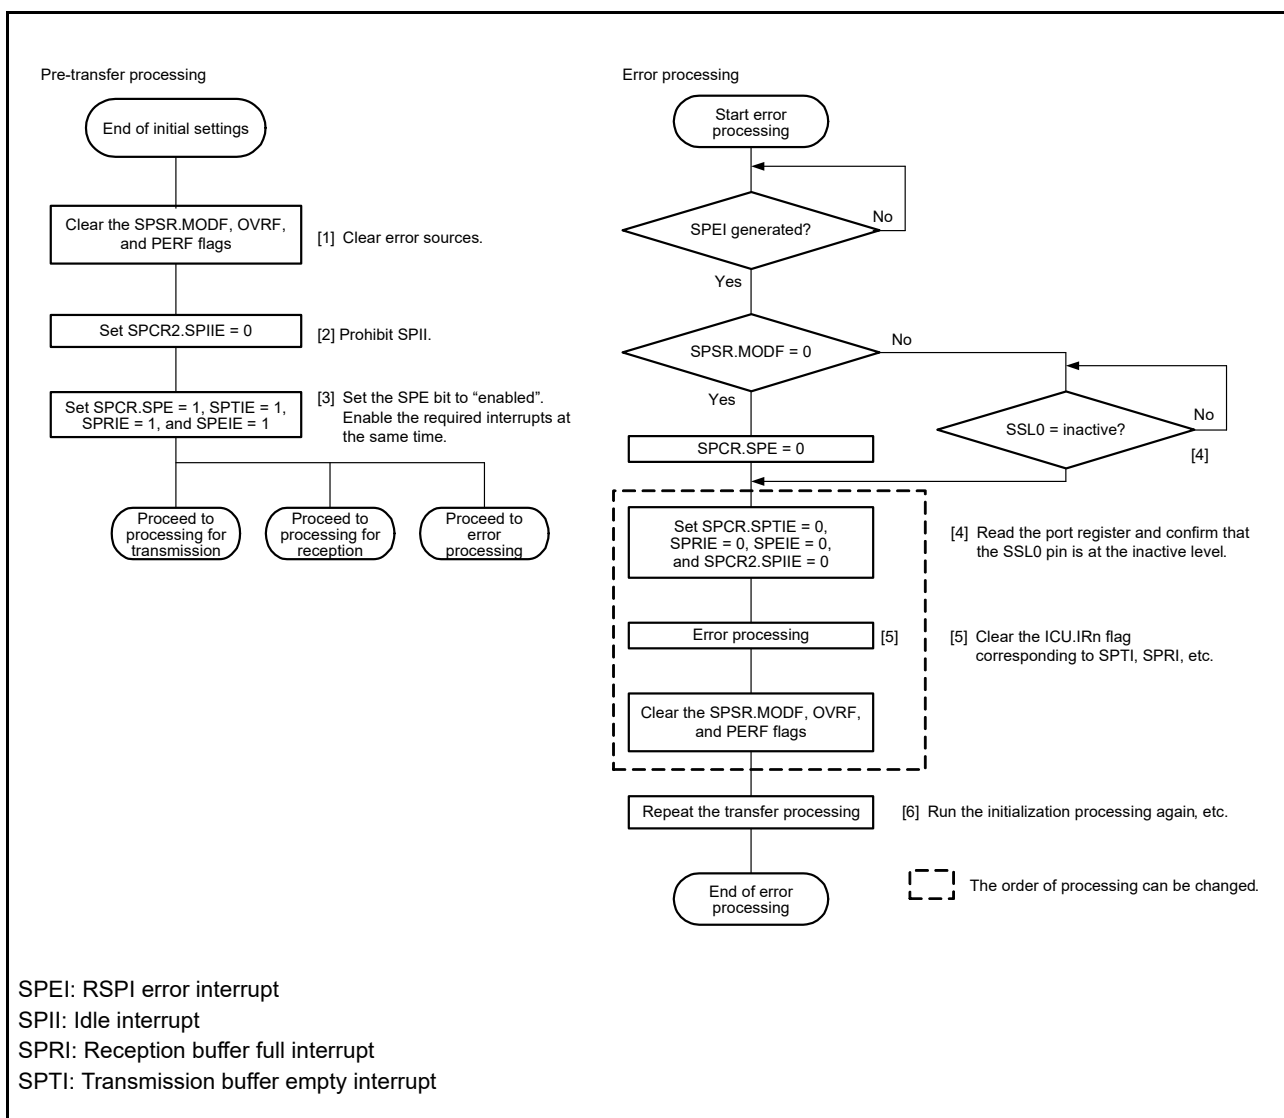 Pre-transfer processing
End of initial settings
Clear the SPSR.MODF, OVRF,
and PERF flags
[1] Clear error sources.
Set SPCR2.SPIIE = 0
[2] Prohibit SPII.
Set SPCR.SPE = 1, SPTIE = 1,
SPRIE = 1, and SPEIE = 1
[3] Set the SPE bit to “enabled”.
Enable the required interrupts at
the same time.
Proceed to
processing for
transmission
Proceed to
processing for
reception
Proceed to
error
processing
Error processing
Start error
processing
SPEI generated?
No
Yes
SPSR.MODF = 0
No
Yes
SSL0 = inactive?
No
[4]
SPCR.SPE = 0
Set SPCR.SPTIE = 0,
SPRIE = 0, SPEIE = 0,
and SPCR2.SPIIE = 0
[4] Read the port register and confirm that
the SSL0 pin is at the inactive level.
Error processing
[5]
[5] Clear the ICU.IRn flag
corresponding to SPTI, SPRI, etc.
Clear the SPSR.MODF, OVRF,
and PERF flags
Repeat the transfer processing
[6] Run the initialization processing again, etc.
End of error
processing
The order of processing can be changed.
SPEI: RSPI error interrupt
SPII: Idle interrupt
SPRI: Reception buffer full interrupt
SPTI: Transmission buffer empty interrupt